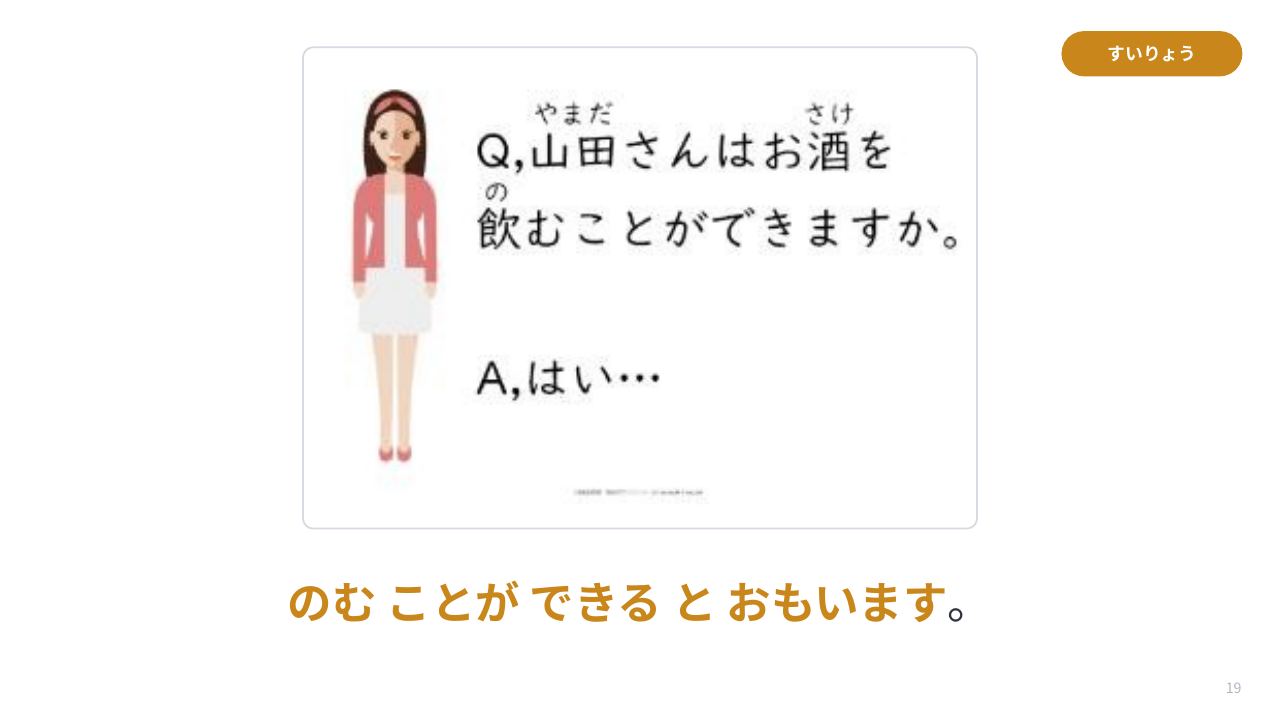 すいりょう
やまだ さけ
Q,山田さんはお酒を
の
飲むことができますか。
A,はい…
のむ ことが できる と おもいます。
19